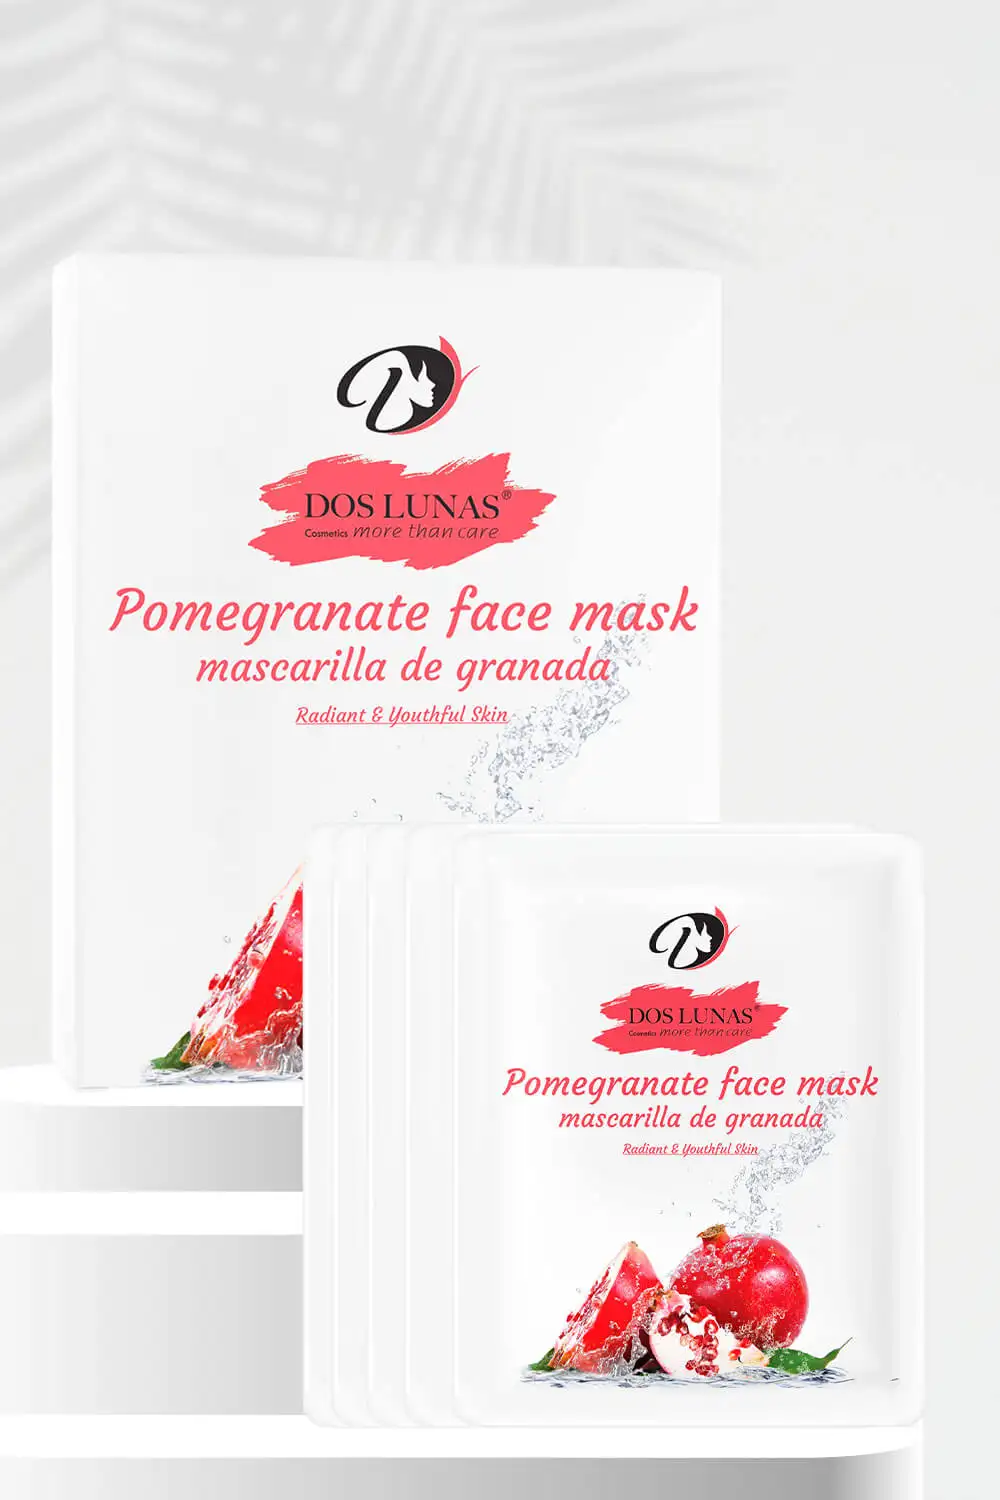 DOS LUNAS®
Cosmetics more than care
Pomegranate face mask
mascarilla de granada
Radiant & Youthful Skin
DOS LUNAS®
Cosmetics more than care
Pomegranate face mask
mascarilla de granada
Radiant & Youthful Skin